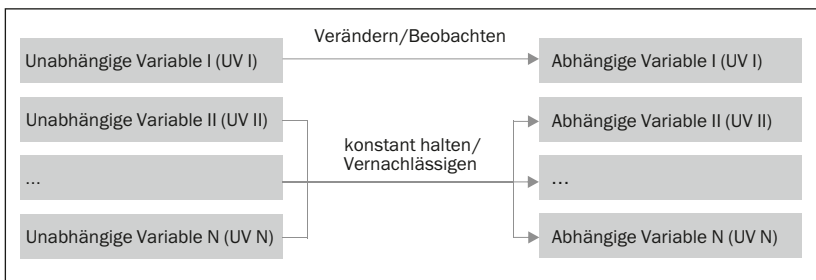 Verändern/Beobachten
Unabhängige Variable I (UV I)
Abhängige Variable I (UV I)
Unabhängige Variable II (UV II)
Abhängige Variable II (UV II)
konstant halten/
Vernachlässigen
...
...
Unabhängige Variable N (UV N)
Abhängige Variable N (UV N)